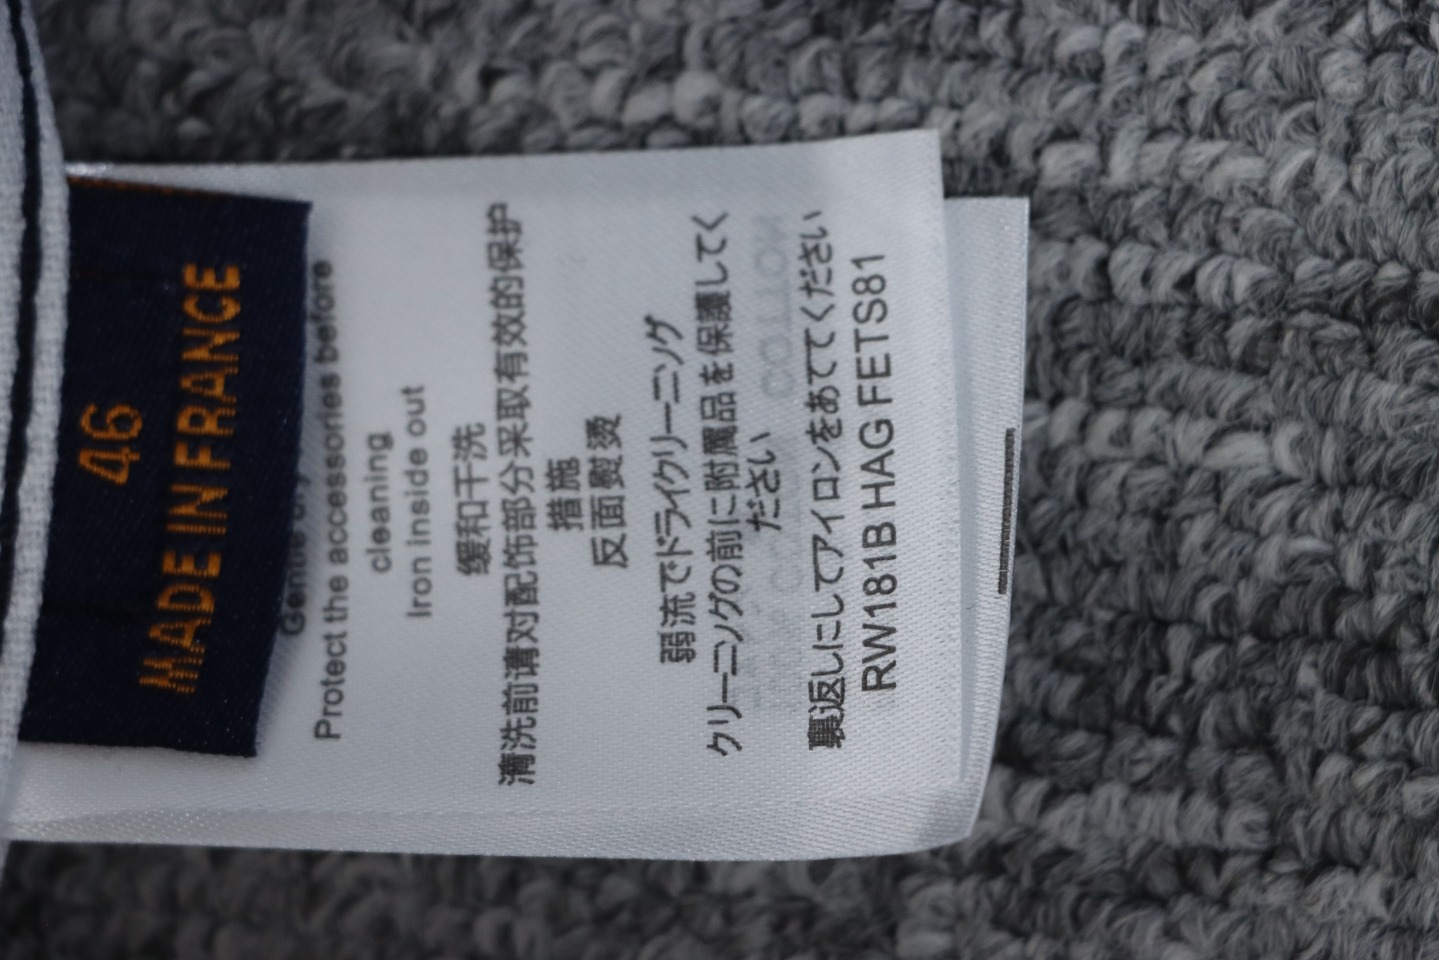 46
MADE IN FRANCE
Protect the accessories before
cleaning
Iron inside out
缓和干洗
清洗前请对配饰部分采取有效的保护
措施
反面熨烫
弱流でドライクリーニング
クリーニングの前に附属品を保護してく
ださい
裏返しにしてアイロンをあててください
RW181B HAG FETS81